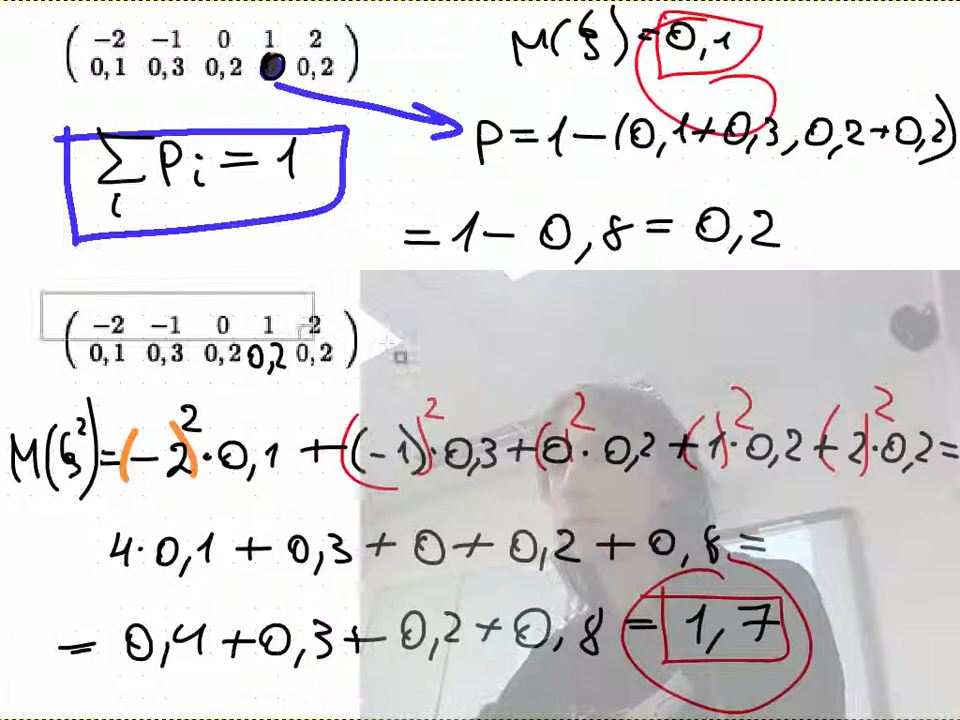 ( −2 −1 0 1 2 )
( 0,1 0,3 0,2 0,2 )
M(ξ) = 0,1
∑ Pi = 1
i
P = 1 − (0,1 + 0,3 , 0,2 + 0,2)
= 1 − 0,8 = 0,2
( −2 −1 0 1 2 )
( 0,1 0,3 0,2 0,2 0,2 )
M(ξ²) = (−2)² · 0,1 + ((−1))² · 0,3 + (0)² · 0,2 + (1)² · 0,2 + (2)² · 0,2 =
4 · 0,1 + 0,3 + 0 + 0,2 + 0,8 =
= 0,4 + 0,3 + 0,2 + 0,8 = 1,7